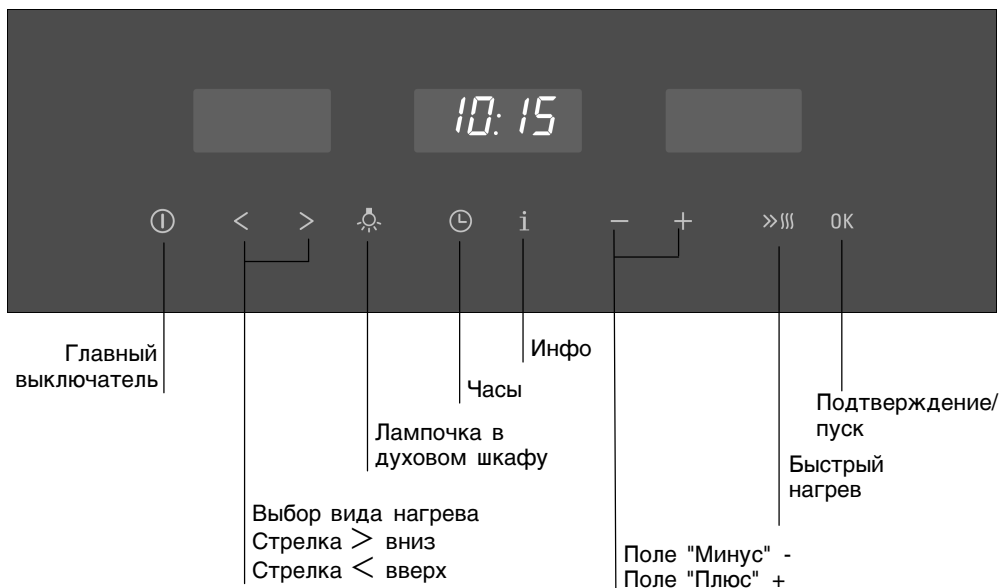 10:15
< > i − + OK
Главный
выключатель
Инфо
Часы
Подтверждение/
пуск
Лампочка в
духовом шкафу
Быстрый
нагрев
Выбор вида нагрева
Стрелка > вниз
Стрелка < вверх
Поле "Минус" -
Поле "Плюс" +